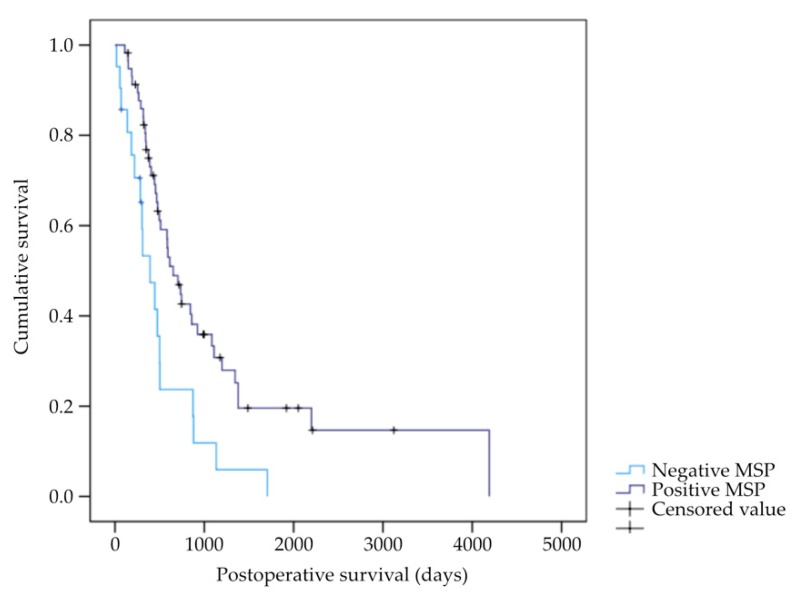 1.0
0.8
0.6
0.4
0.2
0.0
Cumulative survival
0 1000 2000 3000 4000 5000
Postoperative survival (days)
Negative MSP
Positive MSP
Censored value